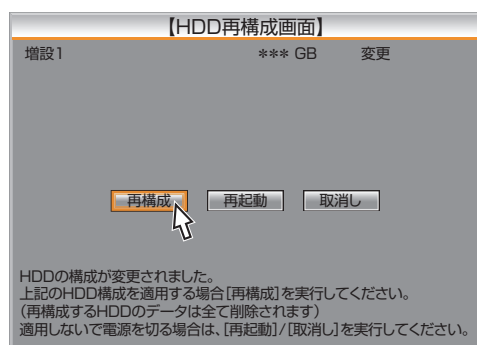 【HDD再構成画面】
増設1 *** GB 変更
再構成 再起動 取消し
HDDの構成が変更されました。
上記のHDD構成を適用する場合[再構成]を実行してください。
(再構成するHDDのデータは全て削除されます)
適用しないで電源を切る場合は、[再起動]/[取消し]を実行してください。